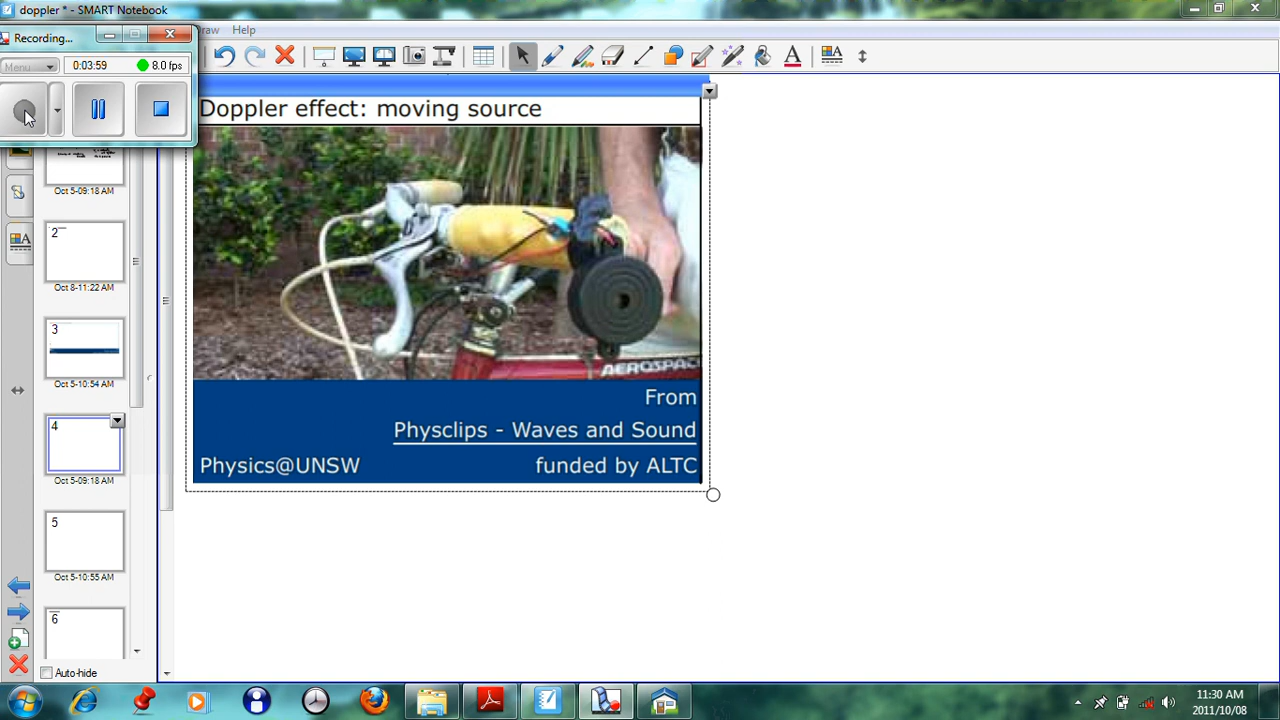 doppler * - SMART Notebook
Recording...
Draw Help
Menu 0:03:59 8.0 fps
Doppler effect: moving source
Oct 5-09:18 AM
2
Oct 8-11:22 AM
3
Oct 5-10:54 AM
4
Oct 5-09:18 AM
5
Oct 5-10:55 AM
6
AEROSPAC
From
Physclips - Waves and Sound
Physics@UNSW funded by ALTC
Auto-hide
11:30 AM
2011/10/08